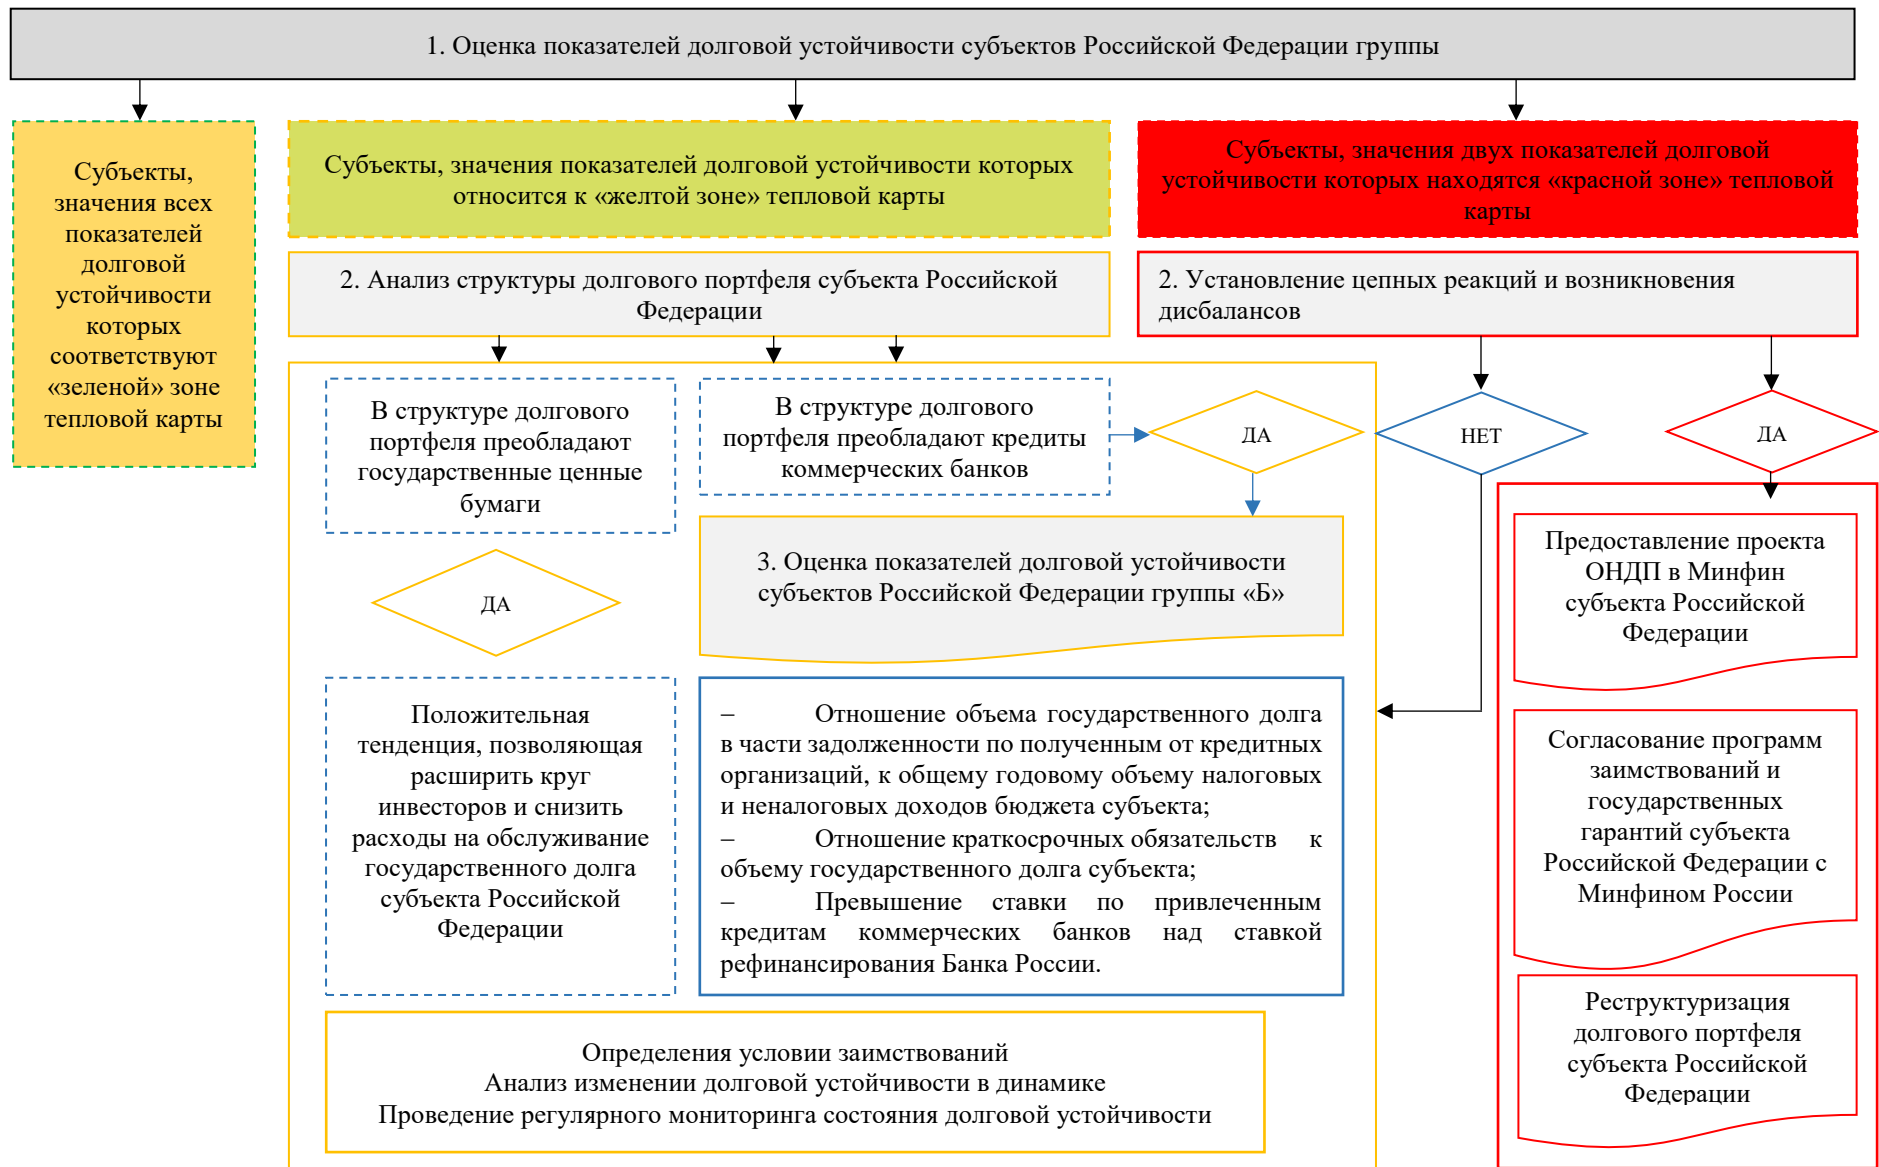 1. Оценка показателей долговой устойчивости субъектов Российской Федерации группы
Субъекты,
значения всех
показателей
долговой
устойчивости
которых
соответствуют
«зеленой» зоне
тепловой карты
Субъекты, значения показателей долговой устойчивости которых
относится к «желтой зоне» тепловой карты
Субъекты, значения двух показателей долговой
устойчивости которых находятся «красной зоне» тепловой
карты
2. Анализ структуры долгового портфеля субъекта Российской
Федерации
2. Установление цепных реакций и возникновения
дисбалансов
В структуре долгового
портфеля преобладают
государственные ценные
бумаги
В структуре долгового
портфеля преобладают кредиты
коммерческих банков
ДА
НЕТ
ДА
ДА
3. Оценка показателей долговой устойчивости
субъектов Российской Федерации группы «Б»
Положительная
тенденция, позволяющая
расширить круг
инвесторов и снизить
расходы на обслуживание
государственного долга
субъекта Российской
Федерации
– Отношение объема государственного долга
в части задолженности по полученным от кредитных
организаций, к общему годовому объему налоговых
и неналоговых доходов бюджета субъекта;
– Отношение краткосрочных обязательств к
объему государственного долга субъекта;
– Превышение ставки по привлеченным
кредитам коммерческих банков над ставкой
рефинансирования Банка России.
Определения условии заимствований
Анализ изменении долговой устойчивости в динамике
Проведение регулярного мониторинга состояния долговой устойчивости
Предоставление проекта
ОНДП в Минфин
субъекта Российской
Федерации
Согласование программ
заимствований и
государственных
гарантий субъекта
Российской Федерации с
Минфином России
Реструктуризация
долгового портфеля
субъекта Российской
Федерации